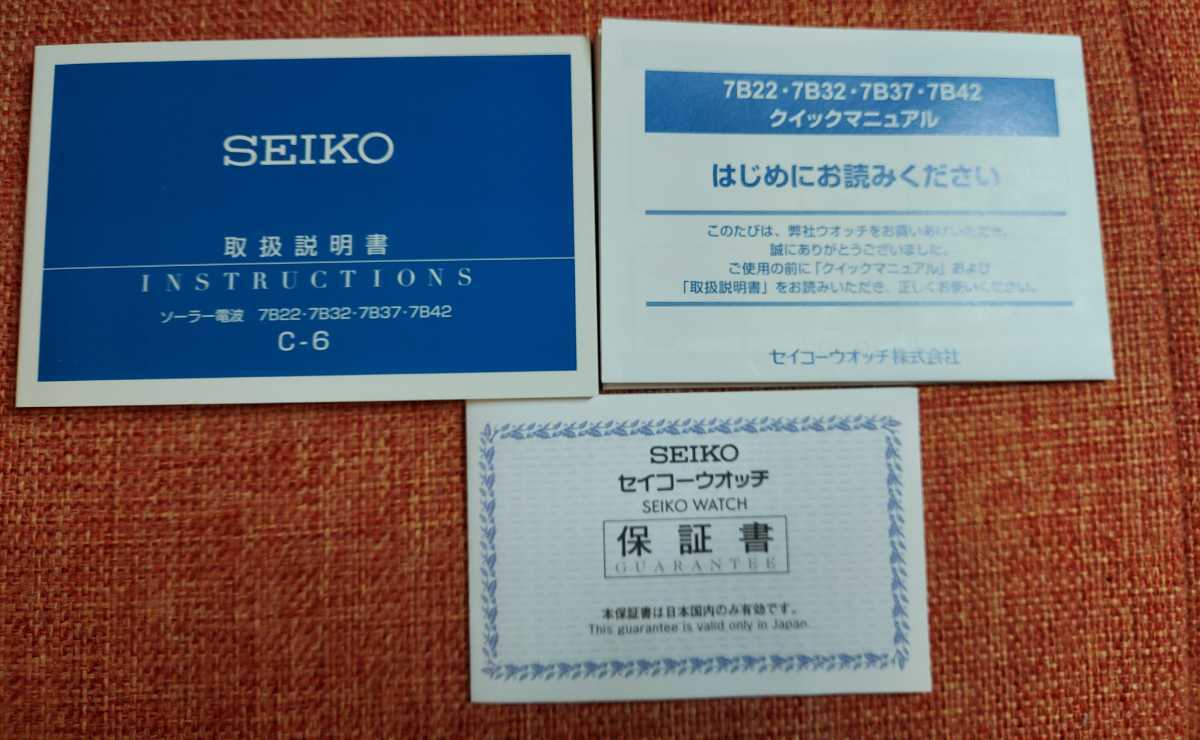 SEIKO
取扱説明書
INSTRUCTIONS
ソーラー電波 7B22・7B32・7B37・7B42
C-6
7B22・7B32・7B37・7B42
クイックマニュアル
はじめにお読みください
このたびは、弊社ウオッチをお買いあげいただき、
誠にありがとうございました。
ご使用の前に「クイックマニュアル」および
「取扱説明書」をお読みいただき、正しくお使いください。
セイコーウオッチ株式会社
SEIKO
セイコーウオッチ
SEIKO WATCH
保証書
GUARANTEE
本保証書は日本国内のみ有効です。
This guarantee is valid only in Japan.